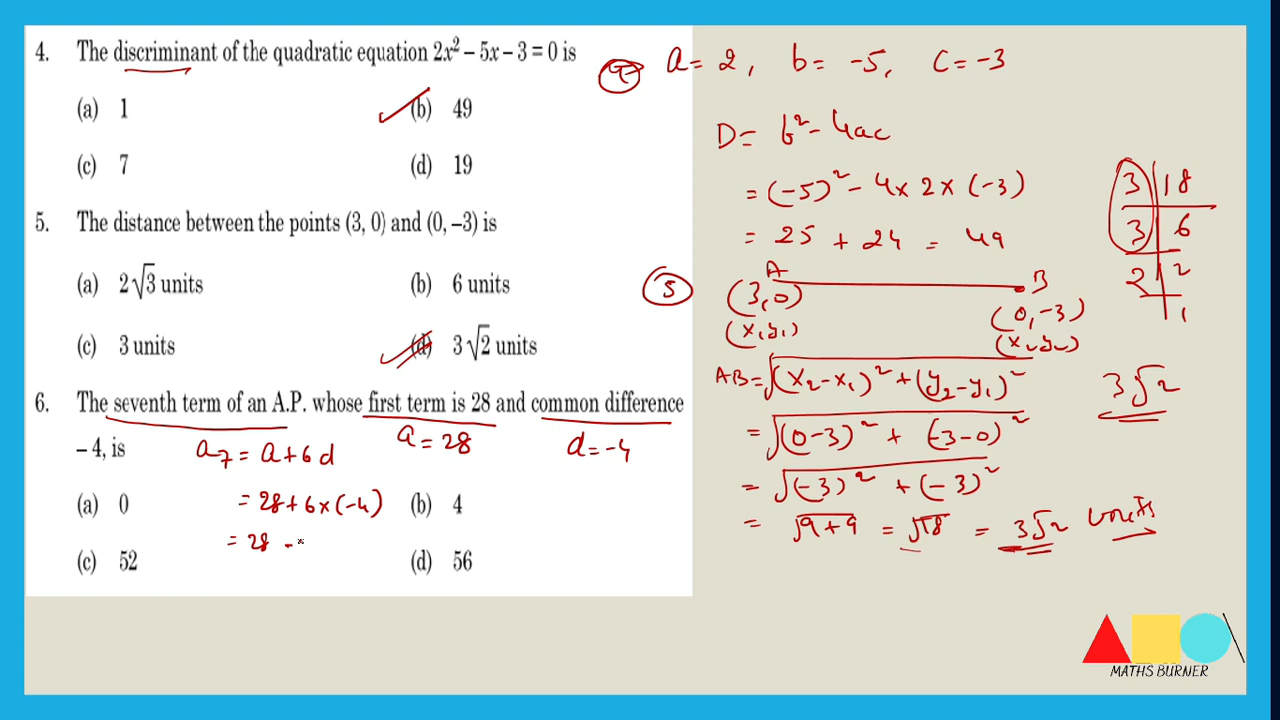 4. The discriminant of the quadratic equation 2x² – 5x – 3 = 0 is
(a) 1 (b) 49
(c) 7 (d) 19
5. The distance between the points (3, 0) and (0, –3) is
(a) 2√3 units (b) 6 units
(c) 3 units (d) 3√2 units
6. The seventh term of an A.P. whose first term is 28 and common difference
– 4, is
a₇ = a+6d
a = 28
d = -4
= 28+6×(-4)
= 28 -
(a) 0 (b) 4
(c) 52 (d) 56
4 a = 2, b = -5, c = -3
D = b² - 4ac
= (-5)² - 4×2×(-3)
= 25 + 24 = 49
3 18
3 6
2 2
1
5
A B
(3,0) (0,-3)
(x₁y₁) (x₂y₂)
AB = √(x₂-x₁)² + (y₂-y₁)²
3√2
= √(0-3)² + (-3-0)²
= √(-3)² + (-3)²
= √9+9 = √18 = 3√2 units
MATHS BURNER